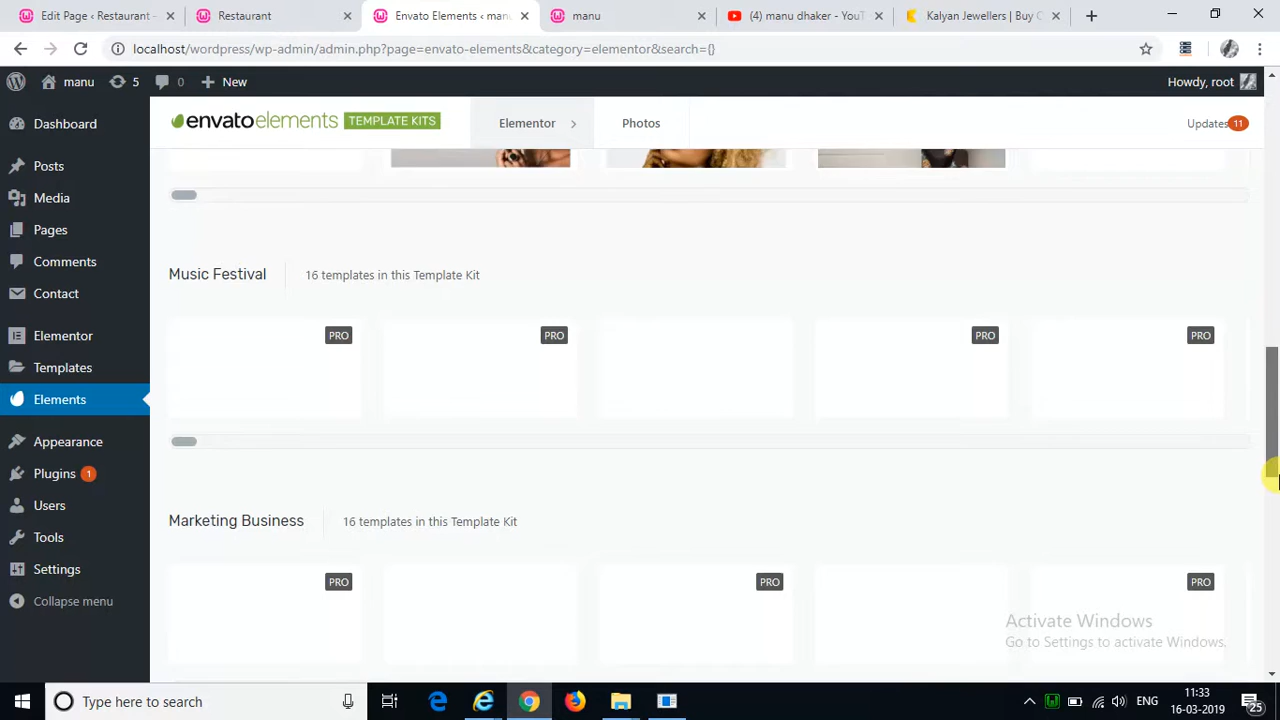 Edit Page ‹ Restaurant -
Restaurant
Envato Elements ‹ manu
manu
(4) manu dhaker - YouT
Kalyan Jewellers | Buy C
localhost/wordpress/wp-admin/admin.php?page=envato-elements&category=elementor&search={}
manu
5
0
New
Howdy, root
Dashboard
Posts
Media
Pages
Comments
Contact
Elementor
Templates
Elements
Appearance
Plugins 1
Users
Tools
Settings
Collapse menu
envatoelements TEMPLATE KITS
Elementor
Photos
Updates 11
Music Festival
16 templates in this Template Kit
PRO
PRO
PRO
PRO
Marketing Business
16 templates in this Template Kit
PRO
PRO
PRO
Activate Windows
Go to Settings to activate Windows.
Type here to search
ENG
11:33
16-03-2019
25